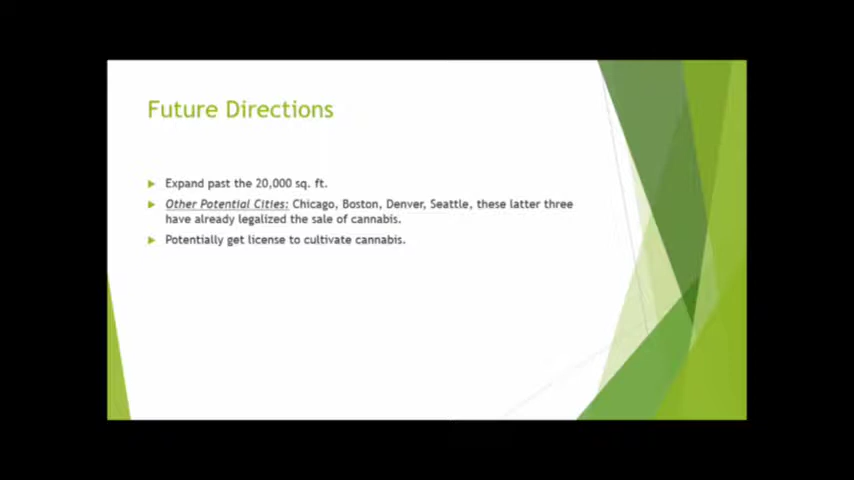 Future Directions
Expand past the 20,000 sq. ft.
Other Potential Cities: Chicago, Boston, Denver, Seattle, these latter three
have already legalized the sale of cannabis.
Potentially get license to cultivate cannabis.